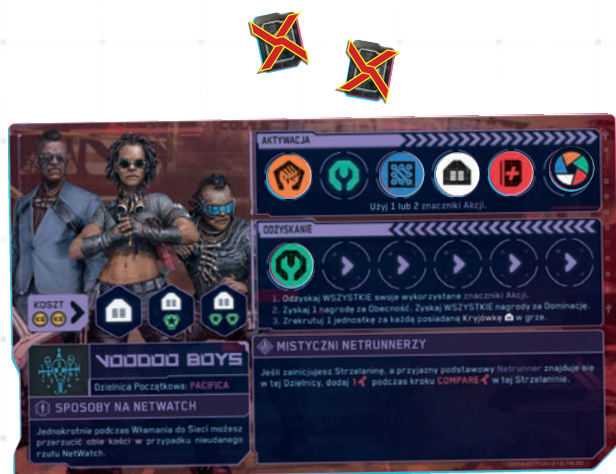 AKTYWACJA
Użyj 1 lub 2 znaczniki Akcji.
ODZYSKANIE
1. Odzyskaj WSZYSTKIE swoje wykorzystane znaczniki Akcji.
2. Zyskaj 1 nagrodę za Obecność. Zyskaj WSZYSTKIE nagrody za Dominację.
3. Zrekrutuj 1 jednostkę za każdą posiadaną Kryjówkę w grze.
KOSZT
VOODOO BOYS
Dzielnica Początkowa: PACIFICA
SPOSOBY NA NETWATCH
Jednokrotnie podczas Włamania do Sieci możesz
przerzucić obie kości w przypadku nieudanego
rzutu NetWatch.
MISTYCZNI NETRUNNERZY
Jeśli zainicjujesz Strzelaninę, a przyjazny podstawowy Netrunner znajduje się
w tej Dzielnicy, dodaj 1 podczas kroku COMPARE w tej Strzelaninie.